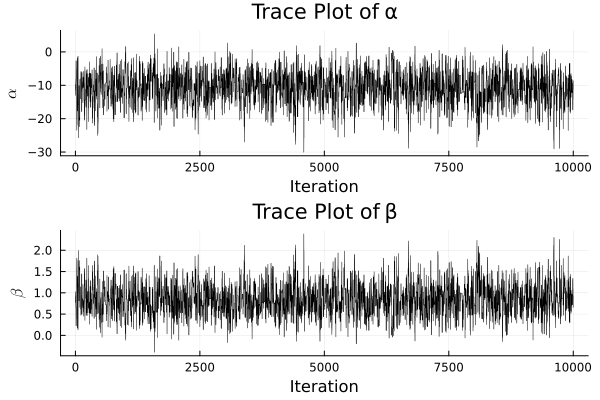 Trace Plot of α
0
−10
−20
−30
α
0 2500 5000 7500 10000
Iteration
Trace Plot of β
2.0
1.5
1.0
0.5
0.0
β
0 2500 5000 7500 10000
Iteration